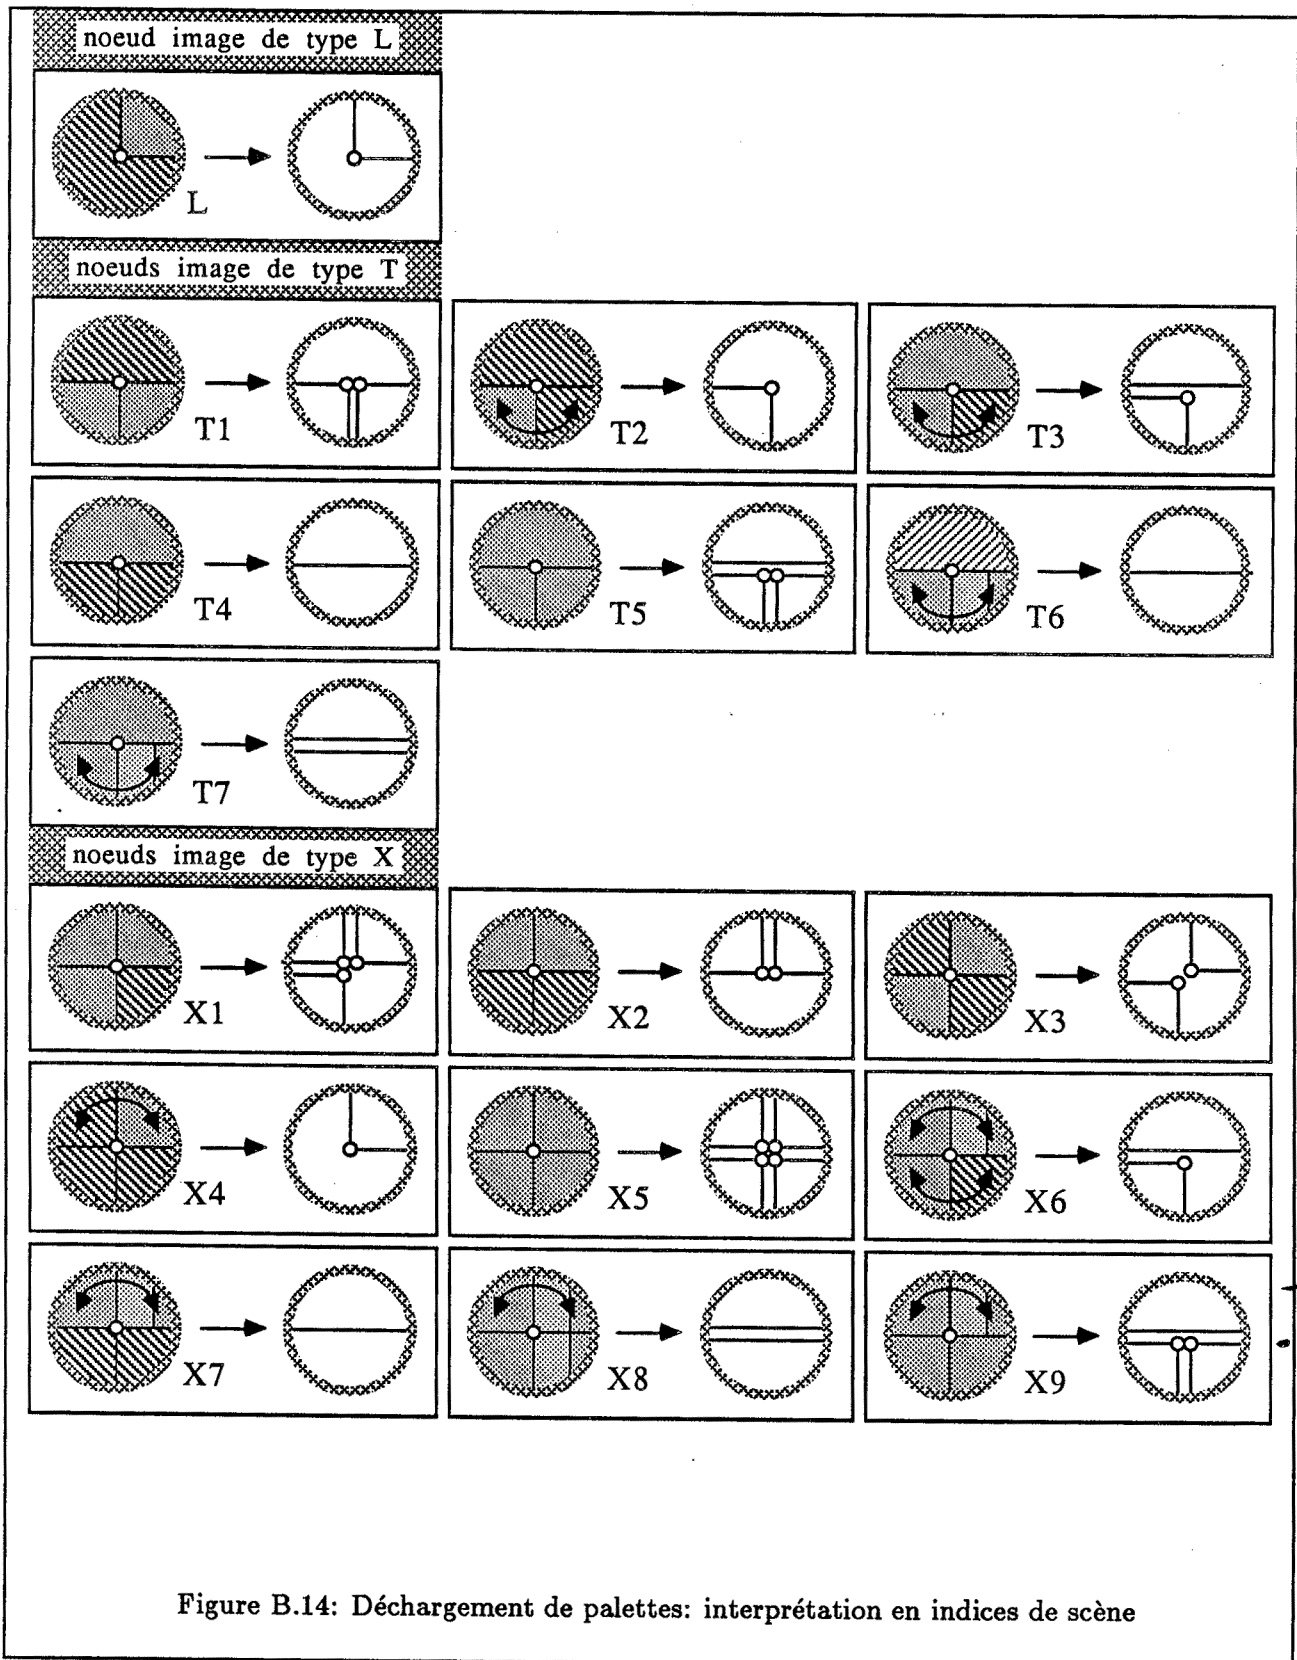 noeud image de type L
L
noeuds image de type T
T1
T2
T3
T4
T5
T6
T7
noeuds image de type X
X1
X2
X3
X4
X5
X6
X7
X8
X9
Figure B.14: Déchargement de palettes: interprétation en indices de scène